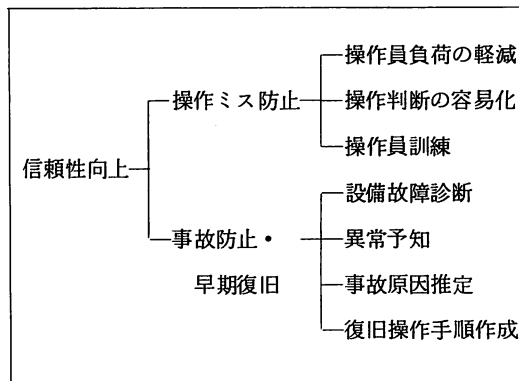 信頼性向上
操作ミス防止
操作員負荷の軽減
操作判断の容易化
操作員訓練
事故防止・
早期復旧
設備故障診断
異常予知
事故原因推定
復旧操作手順作成